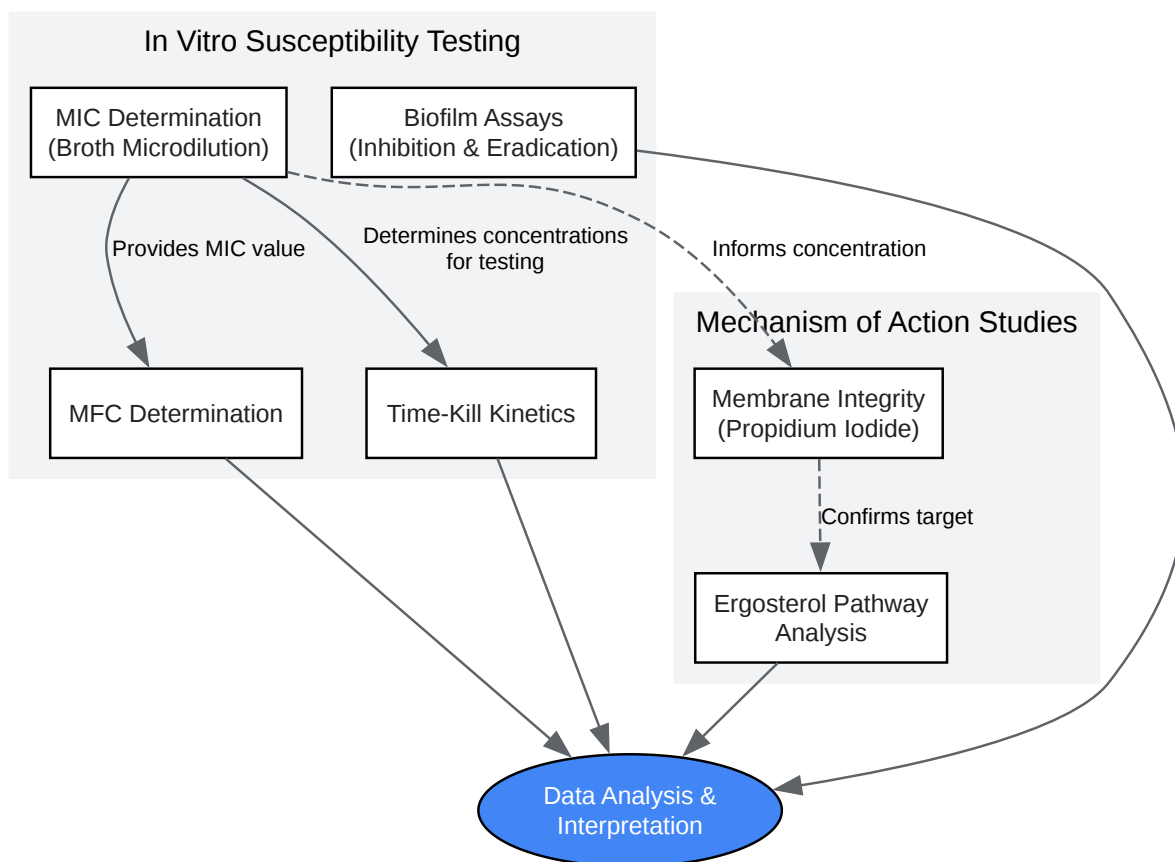 In Vitro Susceptibility Testing
MIC Determination
(Broth Microdilution)
Biofilm Assays
(Inhibition & Eradication)
Provides MIC value
Determines concentrations
for testing
Informs concentration
Mechanism of Action Studies
MFC Determination
Time-Kill Kinetics
Membrane Integrity
(Propidium Iodide)
Confirms target
Ergosterol Pathway
Analysis
Data Analysis &
Interpretation